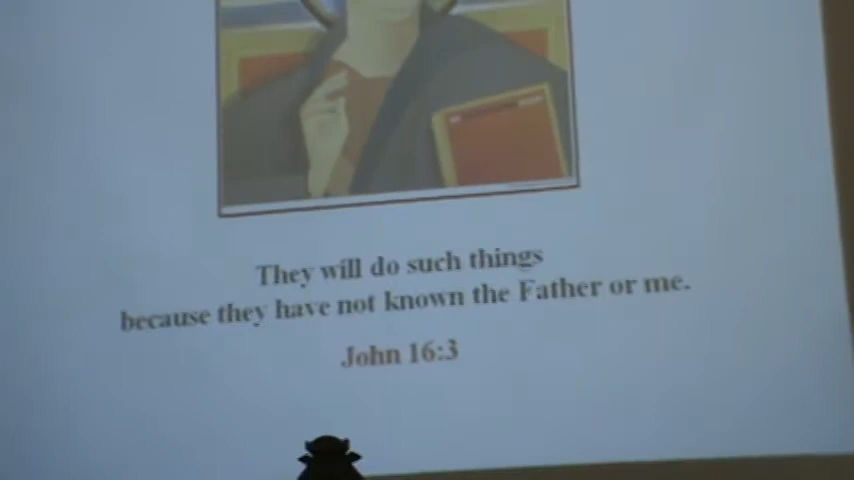 They will do such things
because they have not known the Father or me.
John 16:3